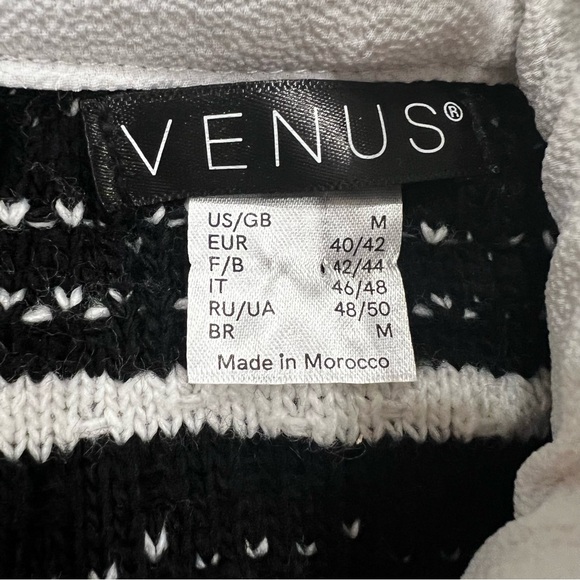 VENUS®
US/GB M
EUR 40/42
F/B 42/44
IT 46/48
RU/UA 48/50
BR M
Made in Morocco